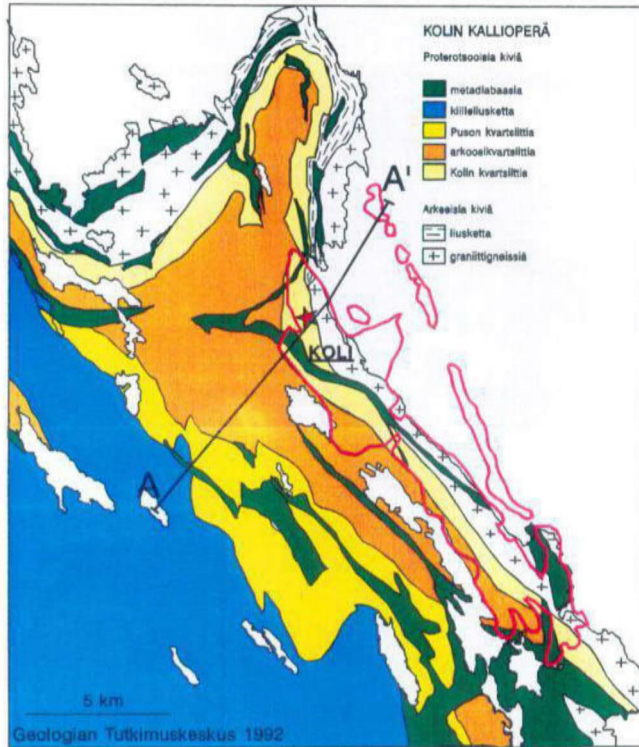 KOLIN KALLIOPERÄ
Proterotsooisia kiviä
metadiabaasia
kiilleliusketta
Puson kvartsiittia
arkoosikvartsiittia
Kolin kvartsiittia
Arkeeisia kiviä
liusketta
graniittigneissiä
A'
KOLI
A
5 km
Geologian Tutkimuskeskus 1992